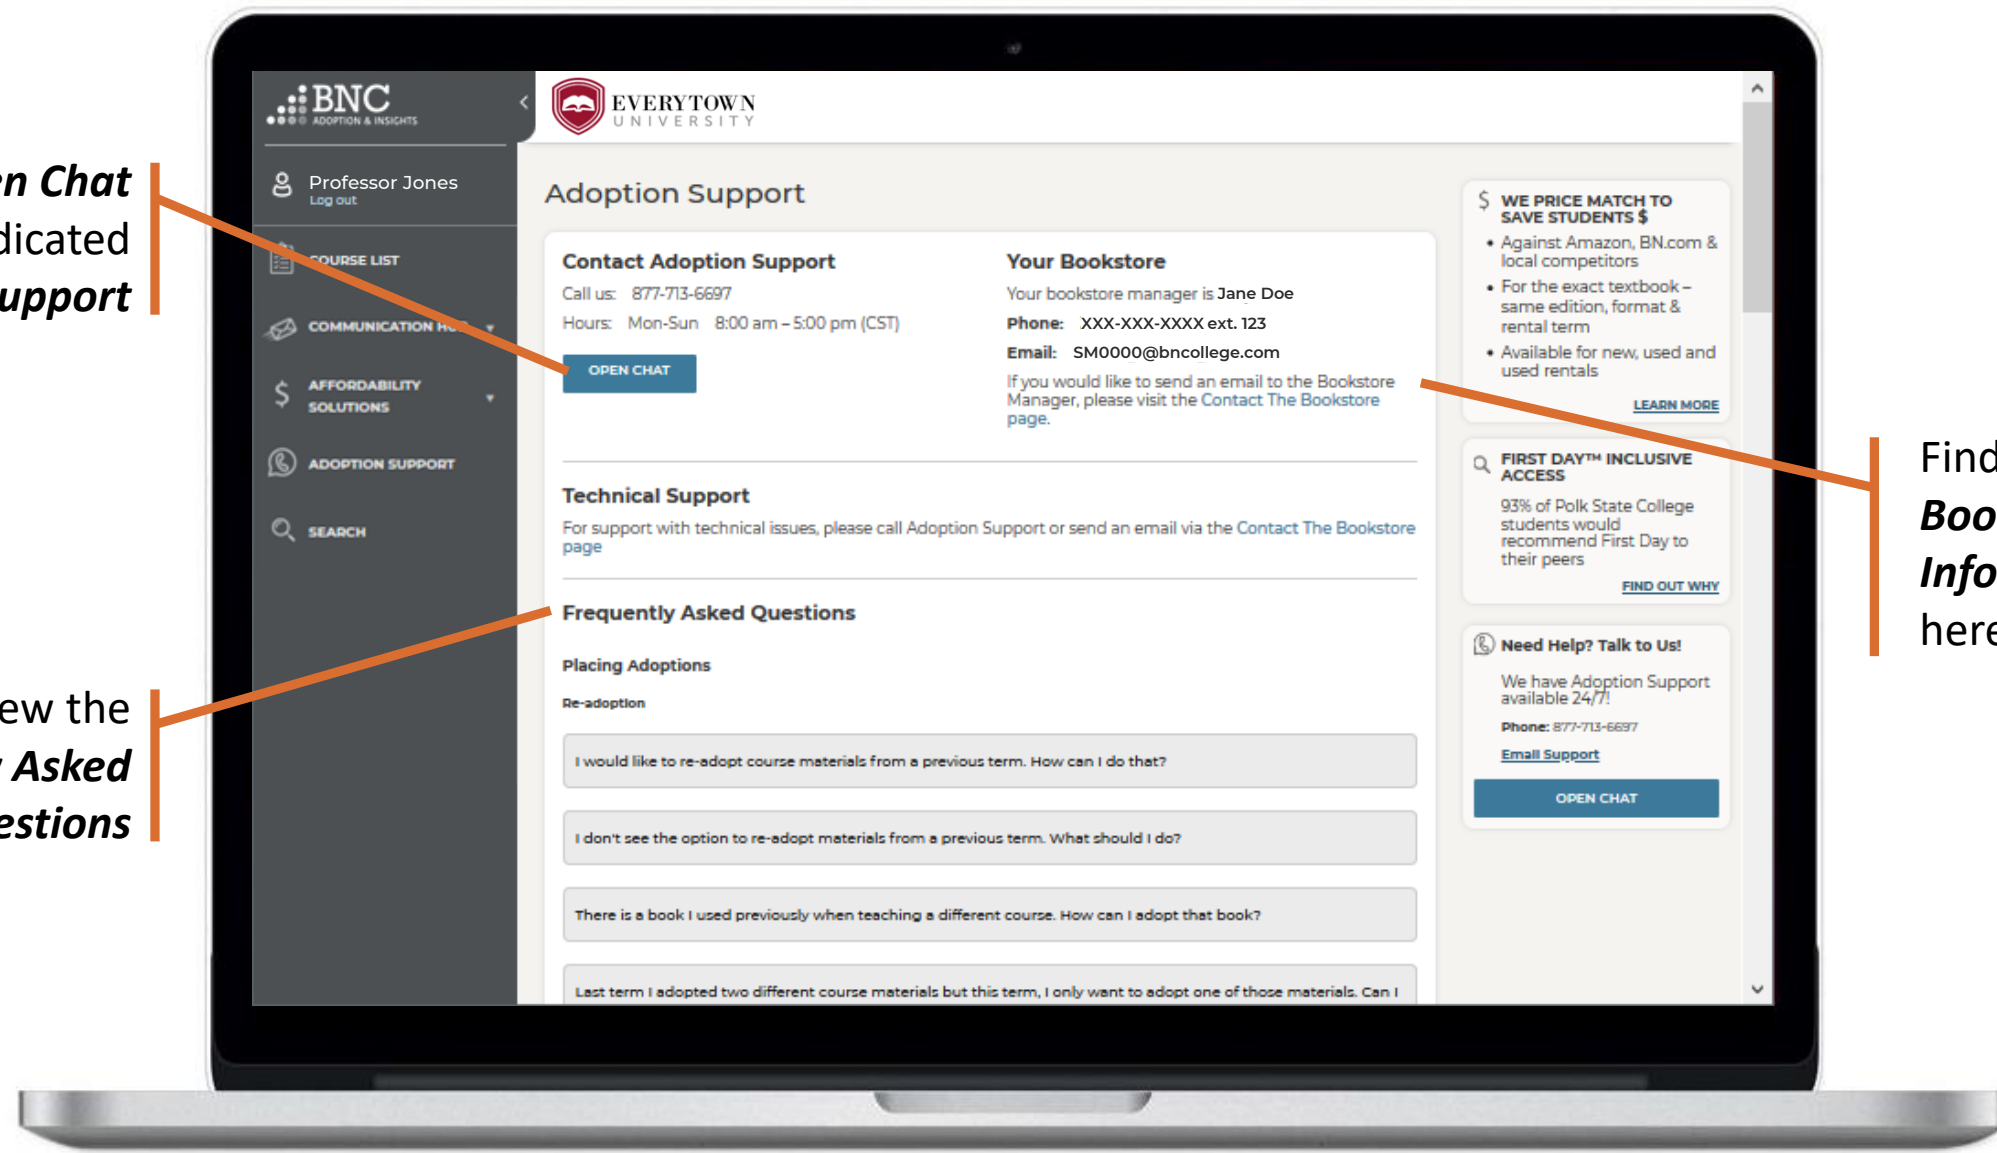 en Chat
dicated
upport
ew the
Asked
estions
BNC
ADOPTION & INSIGHTS
Professor Jones
Log out
COURSE LIST
COMMUNICATION HUB
AFFORDABILITY
SOLUTIONS
ADOPTION SUPPORT
SEARCH
EVERYTOWN
UNIVERSITY
Adoption Support
Contact Adoption Support
Call us: 877-713-6697
Hours: Mon-Sun 8:00 am – 5:00 pm (CST)
OPEN CHAT
Your Bookstore
Your bookstore manager is Jane Doe
Phone: XXX-XXX-XXXX ext. 123
Email: SM0000@bncollege.com
If you would like to send an email to the Bookstore
Manager, please visit the Contact The Bookstore
page.
Technical Support
For support with technical issues, please call Adoption Support or send an email via the Contact The Bookstore
page
Frequently Asked Questions
Placing Adoptions
Re-adoption
I would like to re-adopt course materials from a previous term. How can I do that?
I don't see the option to re-adopt materials from a previous term. What should I do?
There is a book I used previously when teaching a different course. How can I adopt that book?
Last term I adopted two different course materials but this term, I only want to adopt one of those materials. Can I
$ WE PRICE MATCH TO
SAVE STUDENTS $
• Against Amazon, BN.com &
local competitors
• For the exact textbook –
same edition, format &
rental term
• Available for new, used and
used rentals
LEARN MORE
FIRST DAY™ INCLUSIVE
ACCESS
93% of Polk State College
students would
recommend First Day to
their peers
FIND OUT WHY
Need Help? Talk to Us!
We have Adoption Support
available 24/7!
Phone: 877-713-6697
Email Support
OPEN CHAT
Find
Boo
Info
here